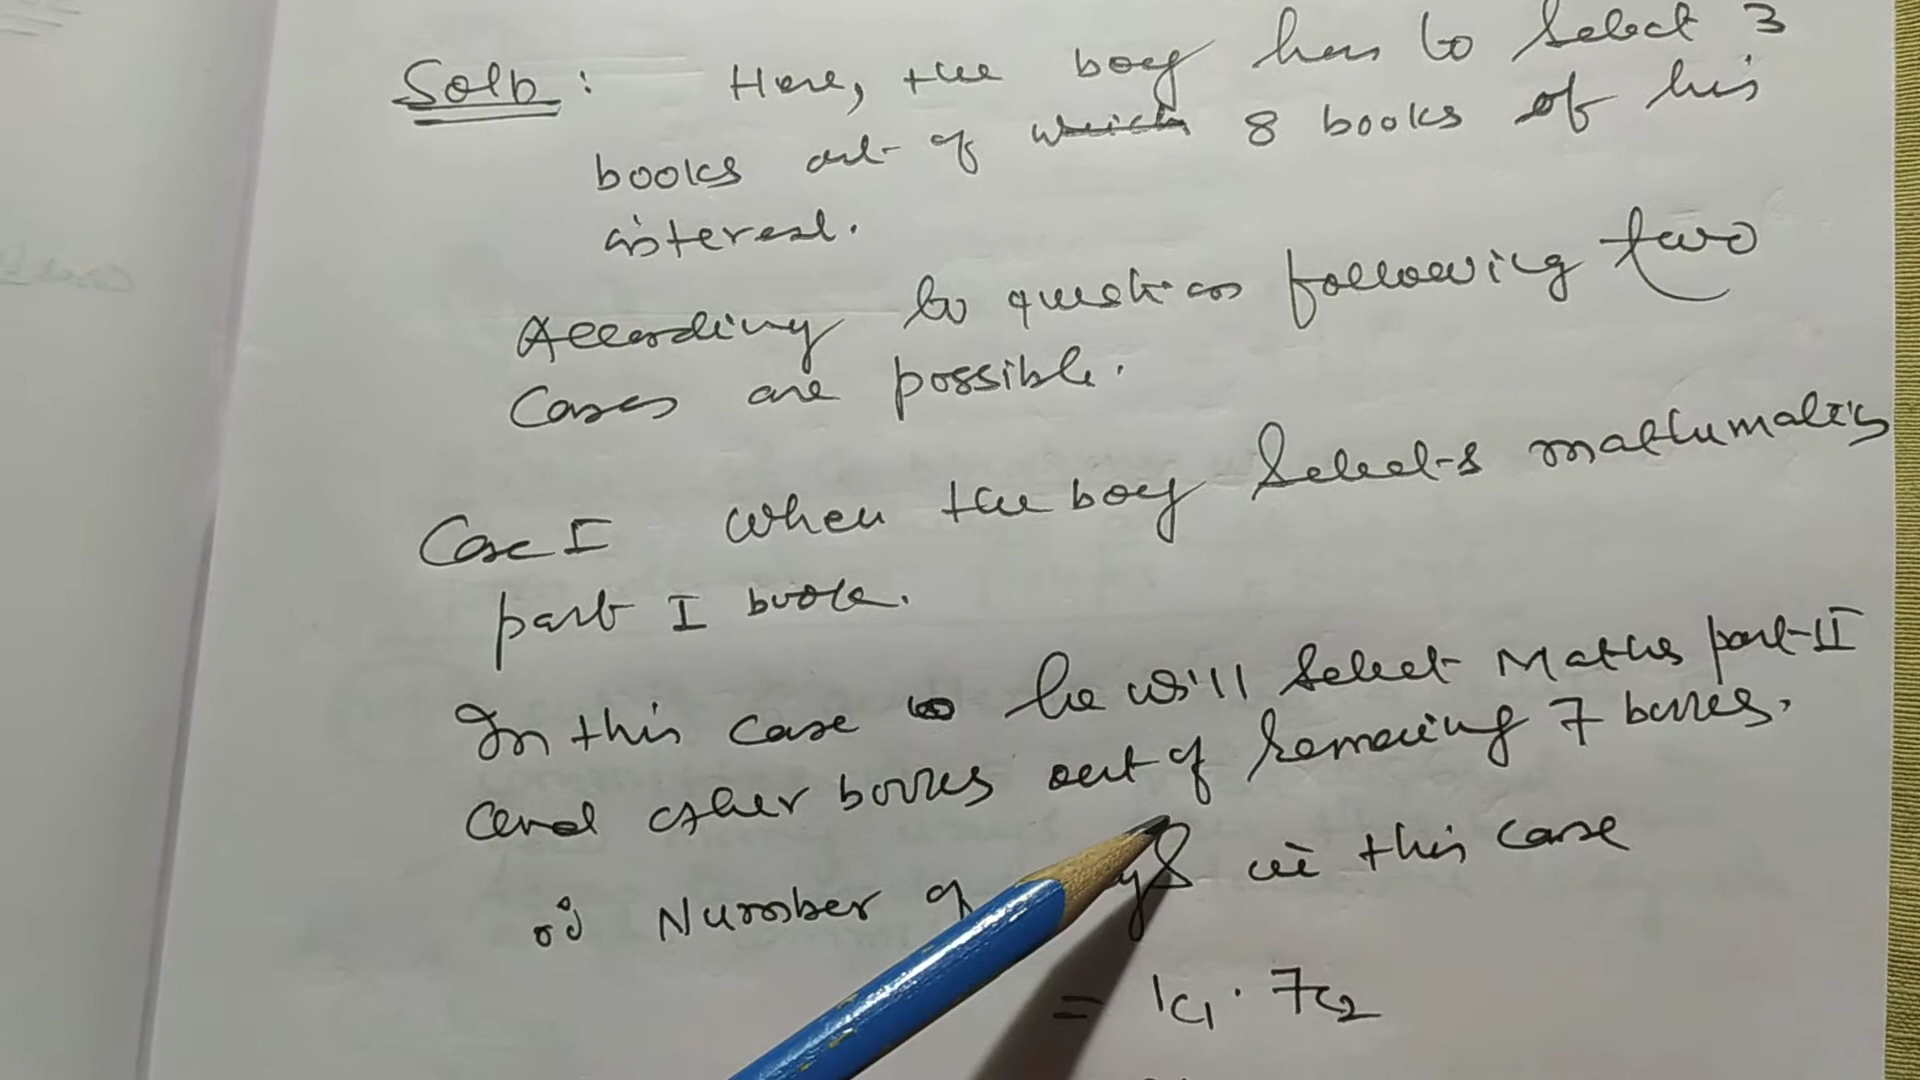 Soln: Here, the boy has to select 3
books out of which 8 books of his
interest.
According to question following two
Cases are possible.
Case I When the boy selects mathematics
part I book.
In this case he will select Maths part-II
and other books out of remaining 7 books.
Number of in this case
= 1C1 · 7C2